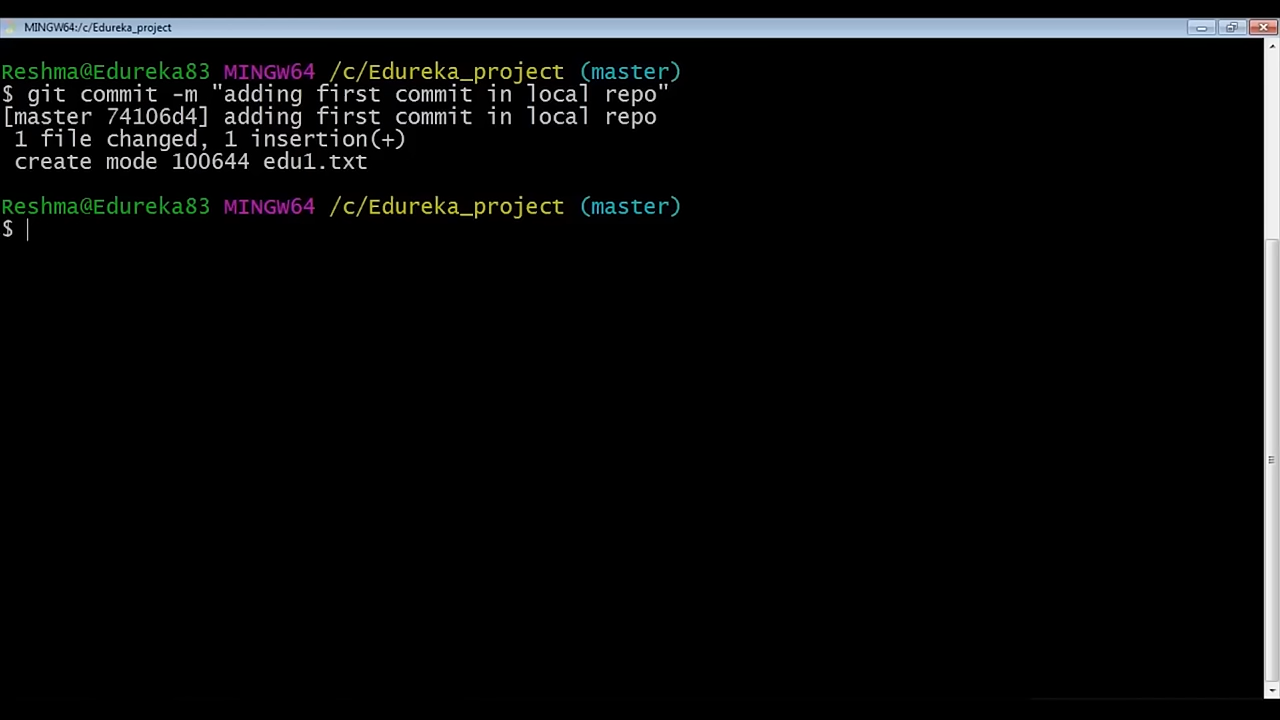 MINGW64:/c/Edureka_project
Reshma@Edureka83 MINGW64 /c/Edureka_project (master)
$ git commit -m "adding first commit in local repo"
[master 74106d4] adding first commit in local repo
 1 file changed, 1 insertion(+)
 create mode 100644 edu1.txt
Reshma@Edureka83 MINGW64 /c/Edureka_project (master)
$